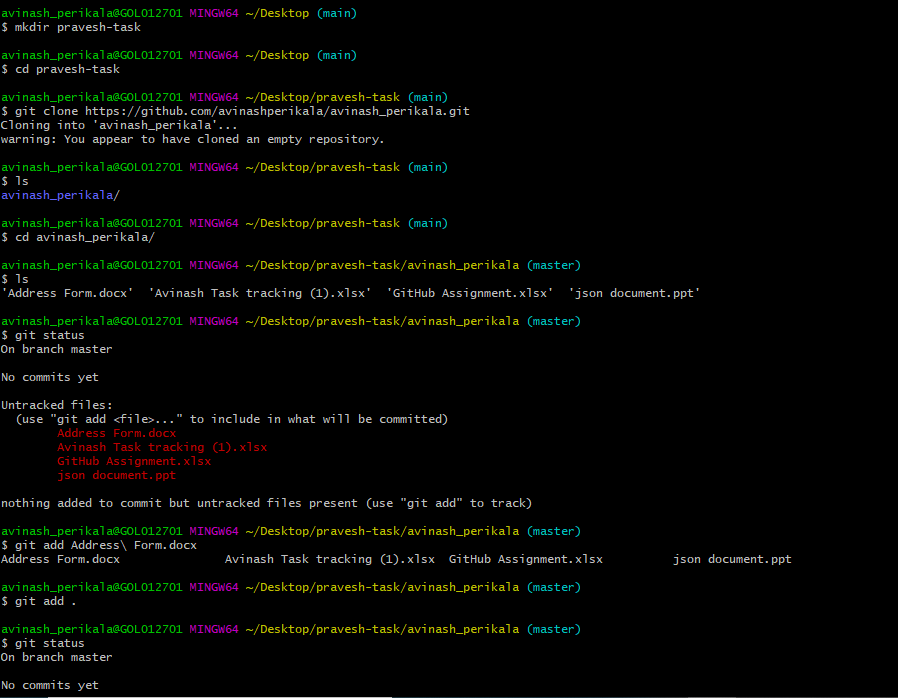 avinash_perikala@GOL012701 MINGW64 ~/Desktop (main)
$ mkdir pravesh-task
avinash_perikala@GOL012701 MINGW64 ~/Desktop (main)
$ cd pravesh-task
avinash_perikala@GOL012701 MINGW64 ~/Desktop/pravesh-task (main)
$ git clone https://github.com/avinashperikala/avinash_perikala.git
Cloning into 'avinash_perikala'...
warning: You appear to have cloned an empty repository.
avinash_perikala@GOL012701 MINGW64 ~/Desktop/pravesh-task (main)
$ ls
avinash_perikala/
avinash_perikala@GOL012701 MINGW64 ~/Desktop/pravesh-task (main)
$ cd avinash_perikala/
avinash_perikala@GOL012701 MINGW64 ~/Desktop/pravesh-task/avinash_perikala (master)
$ ls
'Address Form.docx'  'Avinash Task tracking (1).xlsx'  'GitHub Assignment.xlsx'  'json document.ppt'
avinash_perikala@GOL012701 MINGW64 ~/Desktop/pravesh-task/avinash_perikala (master)
$ git status
On branch master
No commits yet
Untracked files:
  (use "git add <file>..." to include in what will be committed)
        Address Form.docx
        Avinash Task tracking (1).xlsx
        GitHub Assignment.xlsx
        json document.ppt
nothing added to commit but untracked files present (use "git add" to track)
avinash_perikala@GOL012701 MINGW64 ~/Desktop/pravesh-task/avinash_perikala (master)
$ git add Address\ Form.docx
Address Form.docx               Avinash Task tracking (1).xlsx  GitHub Assignment.xlsx          json document.ppt
avinash_perikala@GOL012701 MINGW64 ~/Desktop/pravesh-task/avinash_perikala (master)
$ git add .
avinash_perikala@GOL012701 MINGW64 ~/Desktop/pravesh-task/avinash_perikala (master)
$ git status
On branch master
No commits yet